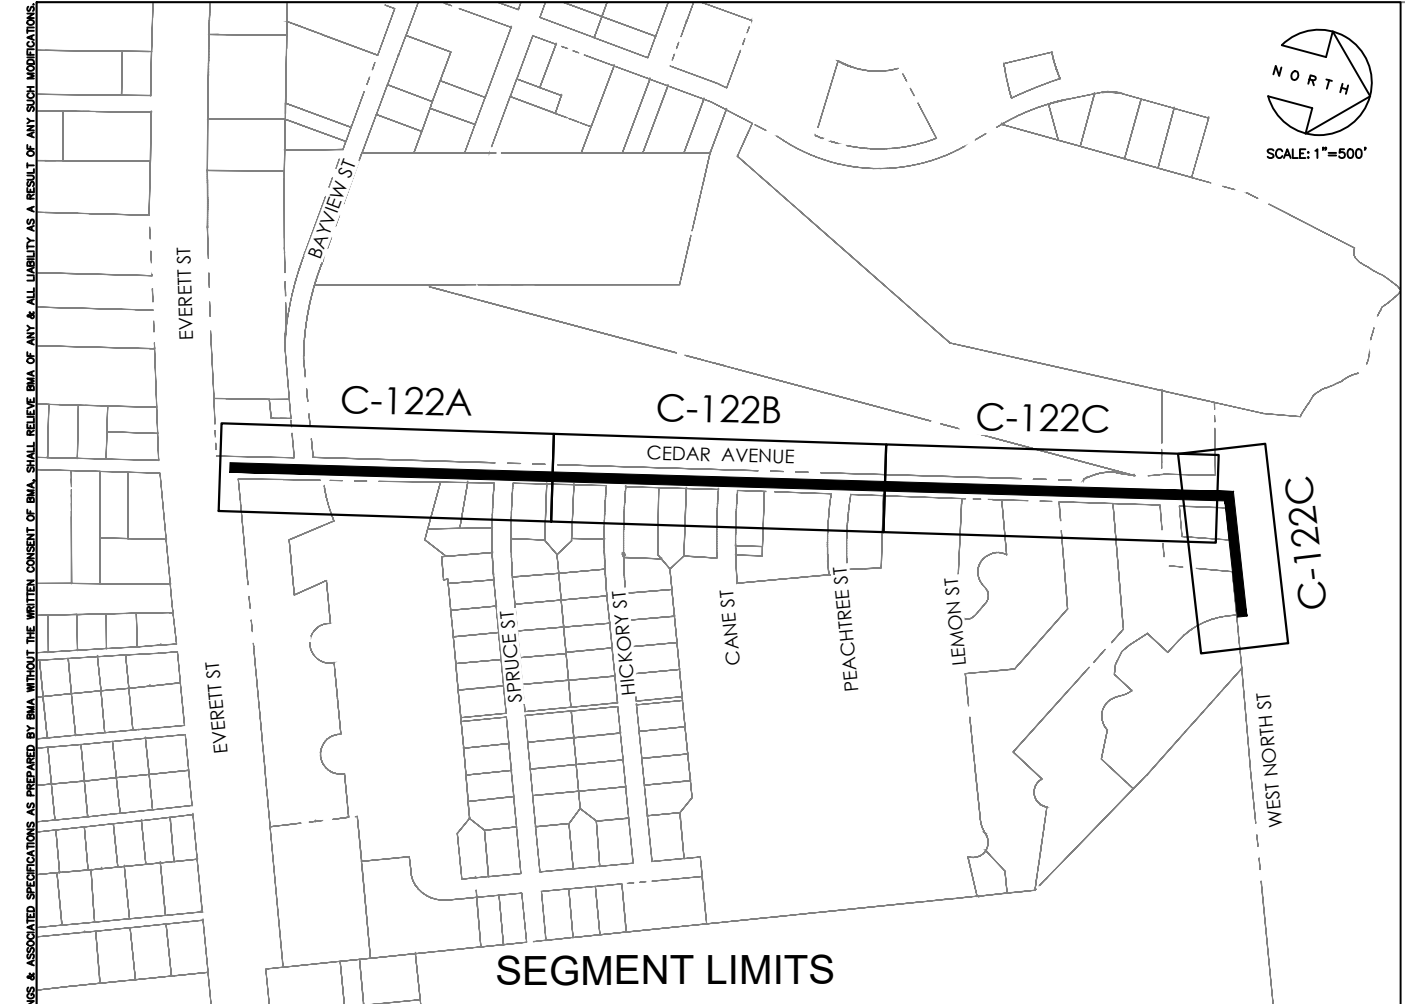 NGS & ASSOCIATED SPECIFICATIONS AS PREPARED BY BMA WITHOUT THE WRITTEN CONSENT OF BMA, SHALL RELIEVE BMA OF ANY & ALL LIABILITY AS A RESULT OF ANY SUCH MODIFICATIONS.
NORTH
SCALE: 1"=500'
BAYVIEW ST
EVERETT ST
C-122A
C-122B
C-122C
CEDAR AVENUE
C-122C
SPRUCE ST
HICKORY ST
CANE ST
PEACHTREE ST
LEMON ST
EVERETT ST
WEST NORTH ST
SEGMENT LIMITS